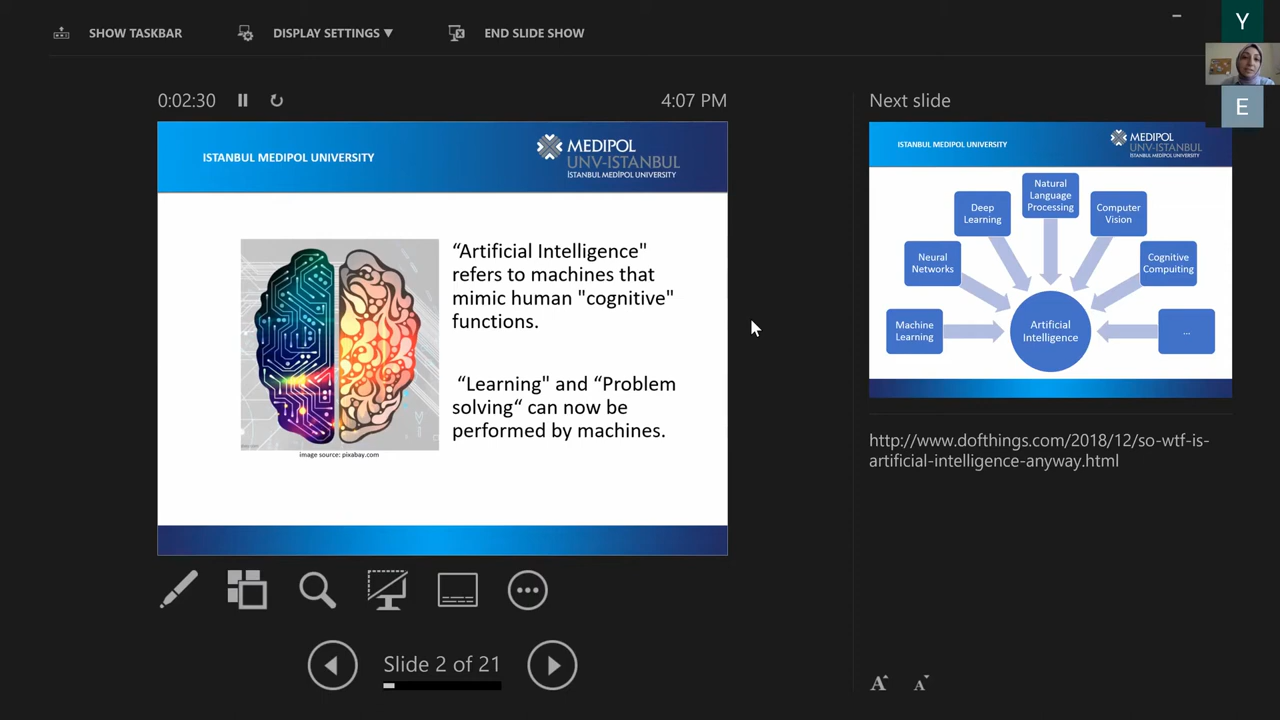 SHOW TASKBAR
DISPLAY SETTINGS ▼
END SLIDE SHOW
Y
E
0:02:30
4:07 PM
ISTANBUL MEDIPOL UNIVERSITY
MEDIPOL
UNV-ISTANBUL
İSTANBUL MEDİPOL UNIVERSITY
“Artificial Intelligence"
refers to machines that
mimic human "cognitive"
functions.
“Learning" and “Problem
solving“ can now be
performed by machines.
image source: pixabay.com
Slide 2 of 21
Next slide
ISTANBUL MEDIPOL UNIVERSITY
MEDIPOL
UNV-ISTANBUL
İSTANBUL MEDİPOL UNIVERSITY
Machine
Learning
Neural
Networks
Deep
Learning
Natural
Language
Processing
Computer
Vision
Cognitive
Computing
...
Artificial
Intelligence
http://www.dofthings.com/2018/12/so-wtf-is-
artificial-intelligence-anyway.html
A A